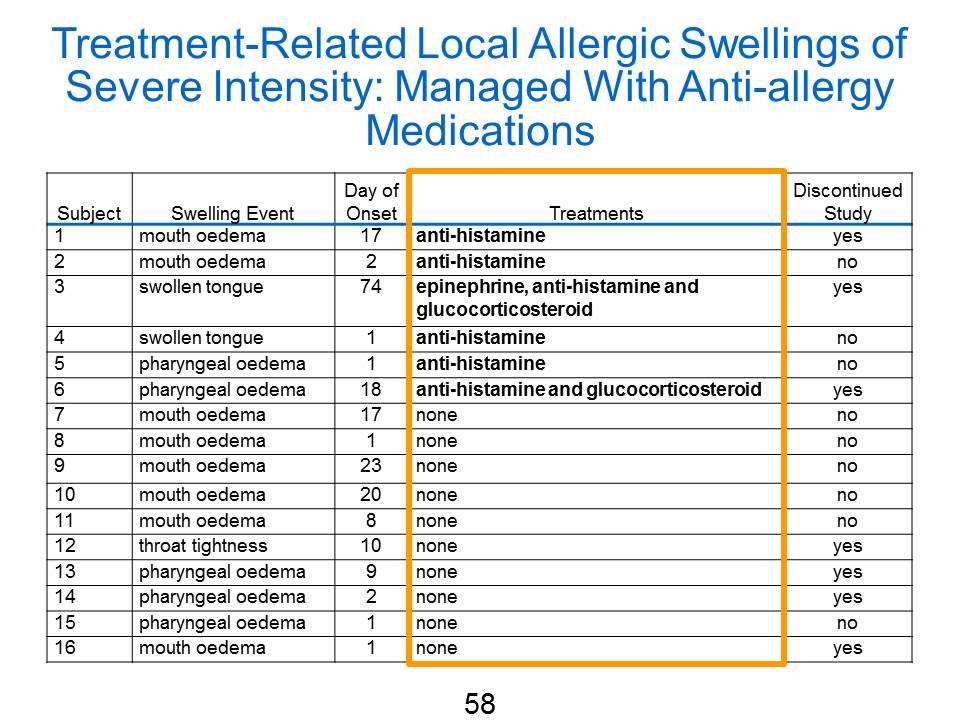 Treatment-Related Local Allergic Swellings of
Severe Intensity: Managed With Anti-allergy
Medications
Subject Swelling Event Day of Onset Treatments Discontinued Study
1 mouth oedema 17 anti-histamine yes
2 mouth oedema 2 anti-histamine no
3 swollen tongue 74 epinephrine, anti-histamine and glucocorticosteroid yes
4 swollen tongue 1 anti-histamine no
5 pharyngeal oedema 1 anti-histamine no
6 pharyngeal oedema 18 anti-histamine and glucocorticosteroid yes
7 mouth oedema 17 none no
8 mouth oedema 1 none no
9 mouth oedema 23 none no
10 mouth oedema 20 none no
11 mouth oedema 8 none no
12 throat tightness 10 none yes
13 pharyngeal oedema 9 none yes
14 pharyngeal oedema 2 none yes
15 pharyngeal oedema 1 none no
16 mouth oedema 1 none yes
58